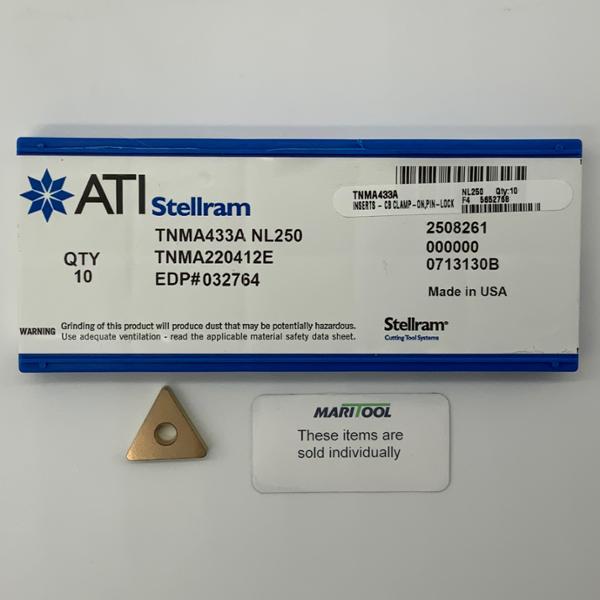 ATI Stellram
QTY
10
TNMA433A NL250
TNMA220412E
EDP#032764
TNMA433A
INSERTS - CB CLAMP-ON,PIN-LOCK
NL250 Qty:10
F4 5652768
2508261
000000
0713130B
Made in USA
WARNING Grinding of this product will produce dust that may be potentially hazardous.
Use adequate ventilation - read the applicable material safety data sheet.
Stellram®
Cutting Tool Systems
MARITOOL
These items are
sold individually